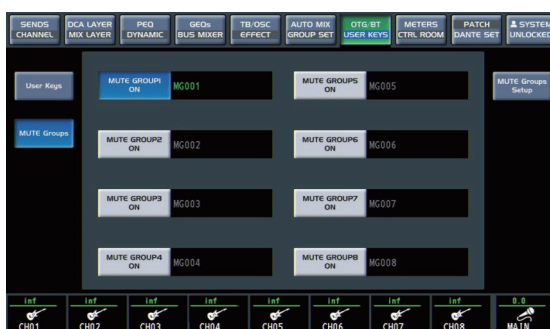 SENDS CHANNEL
DCA LAYER MIX LAYER
PEQ DYNAMIC
GEQs BUS MIXER
TB/OSC EFFECT
AUTO MIX GROUP SET
OTG/BT USER KEYS
METERS CTRL ROOM
PATCH DANTE SET
SYSTEM UNLOCKED
User Keys
MUTE Groups
MUTE GROUP1 ON
MG001
MUTE GROUP5 ON
MG005
MUTE Groups Setup
MUTE GROUP2 ON
MG002
MUTE GROUP6 ON
MG006
MUTE GROUP3 ON
MG003
MUTE GROUP7 ON
MG007
MUTE GROUP4 ON
MG004
MUTE GROUP8 ON
MG008
inf inf inf inf inf inf inf inf 0.0
CH01 CH02 CH03 CH04 CH05 CH06 CH07 CH08 MAIN